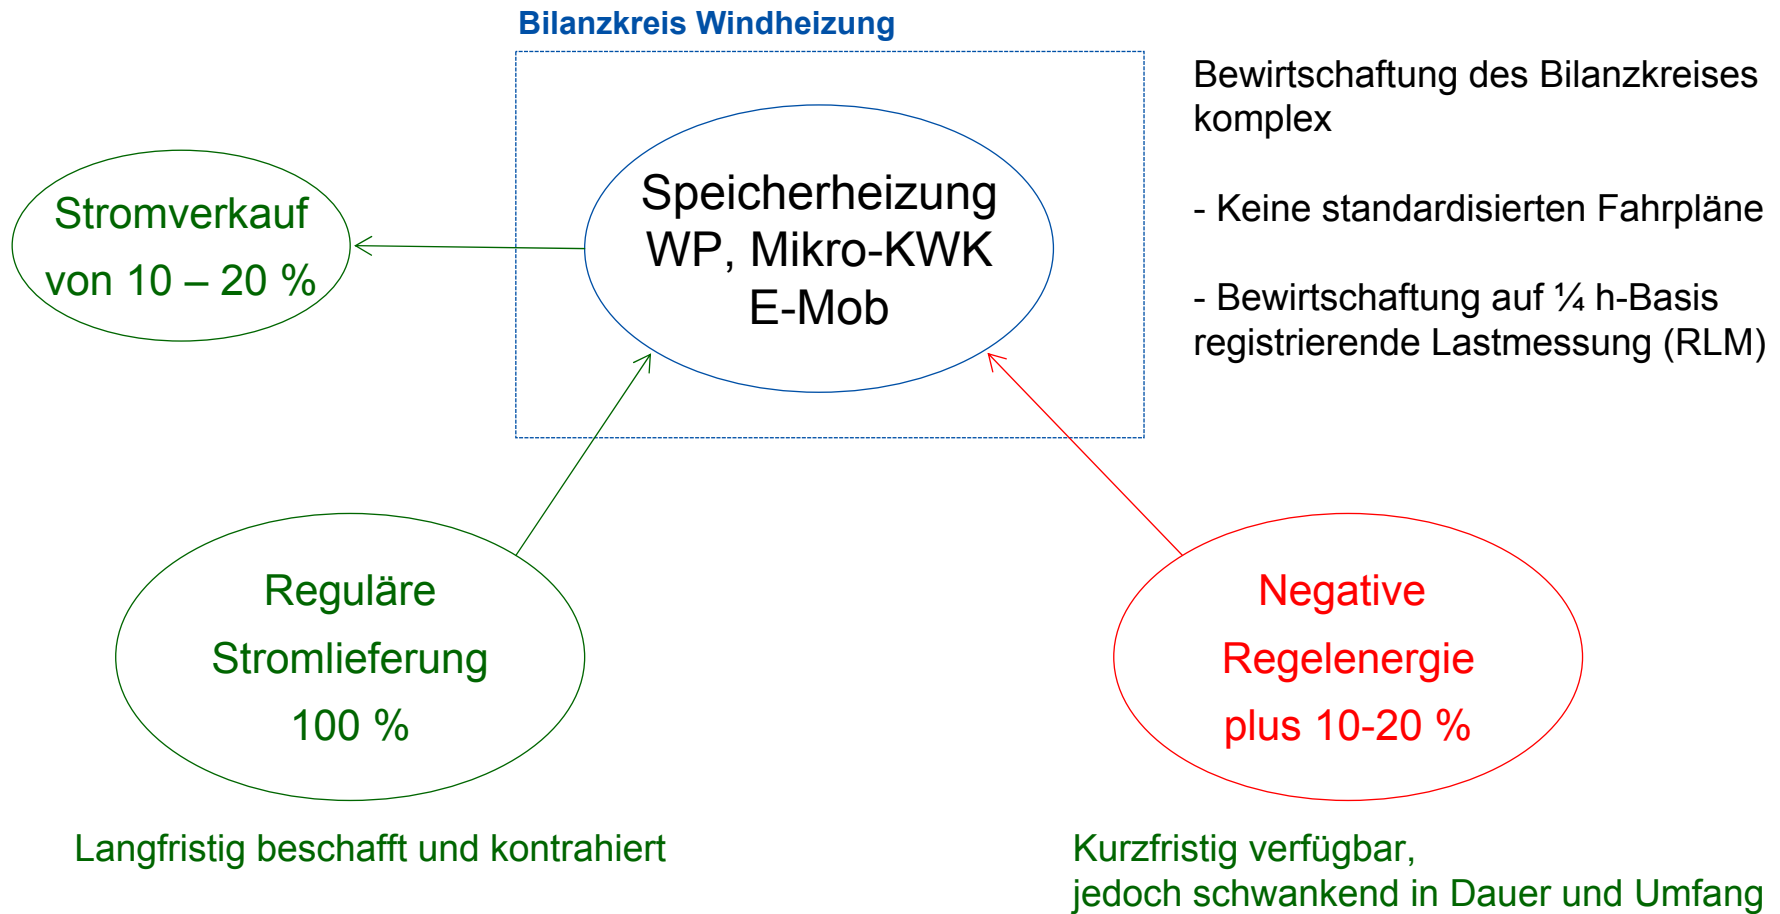 Bilanzkreis Windheizung
Bewirtschaftung des Bilanzkreises
komplex
- Keine standardisierten Fahrpläne
- Bewirtschaftung auf ¼ h-Basis
registrierende Lastmessung (RLM)
Speicherheizung
WP, Mikro-KWK
E-Mob
Stromverkauf
von 10 – 20 %
Reguläre
Stromlieferung
100 %
Negative
Regelenergie
plus 10-20 %
Langfristig beschafft und kontrahiert
Kurzfristig verfügbar,
jedoch schwankend in Dauer und Umfang